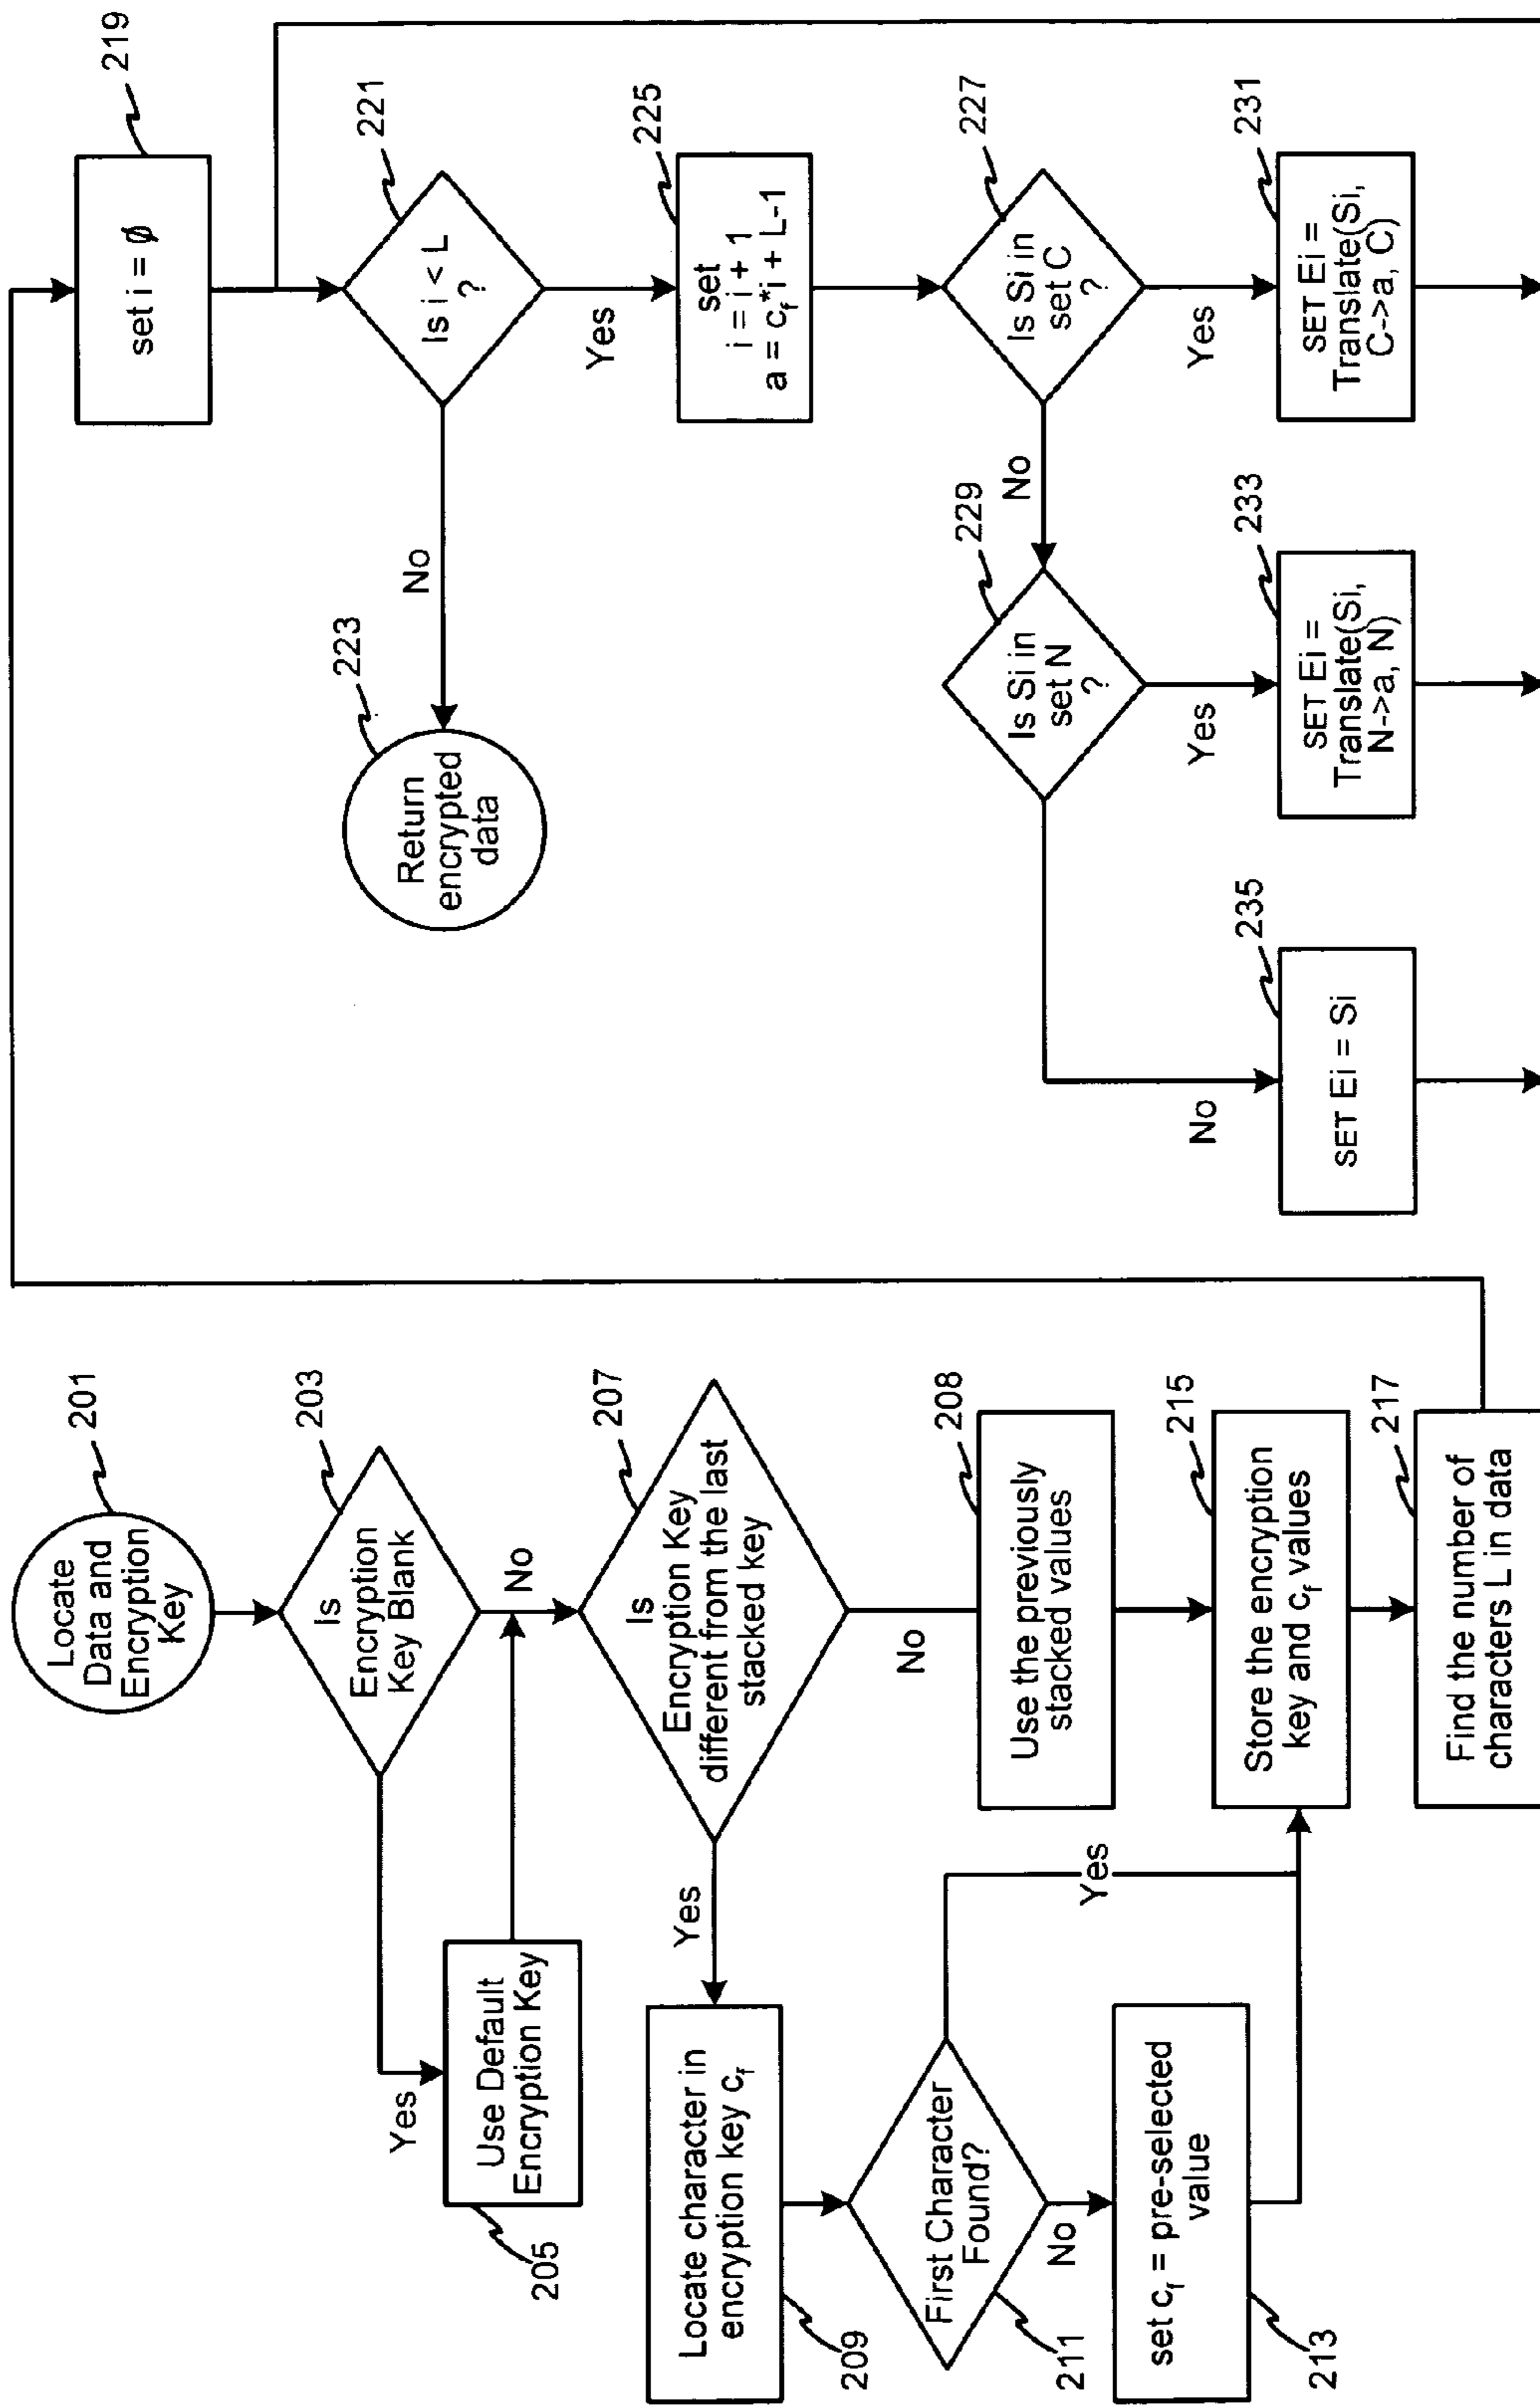 Locate
Data and
Encryption
Key
201
Is
Encryption
Key Blank
203
Yes
No
Use Default
Encryption Key
205
Is
Encryption Key
different from the last
stacked key
207
Yes
No
Use the previously
stacked values
208
Locate character in
encryption key cf
209
First Character
Found?
211
Yes
No
set cf = pre-selected
value
213
Store the encryption
key and cf values
215
Find the number of
characters L in data
217
set i = ø
219
Is i < L
?
221
No
Yes
Return
encrypted
data
223
set
i = i + 1
a = cf*i + L-1
225
Is Si in
set C
?
227
No
Yes
Is Si in
set N
?
229
Yes
No
SET Ei =
Translate(Si,
C->a, C)
231
SET Ei =
Translate(Si,
N->a, N)
233
SET Ei = Si
235